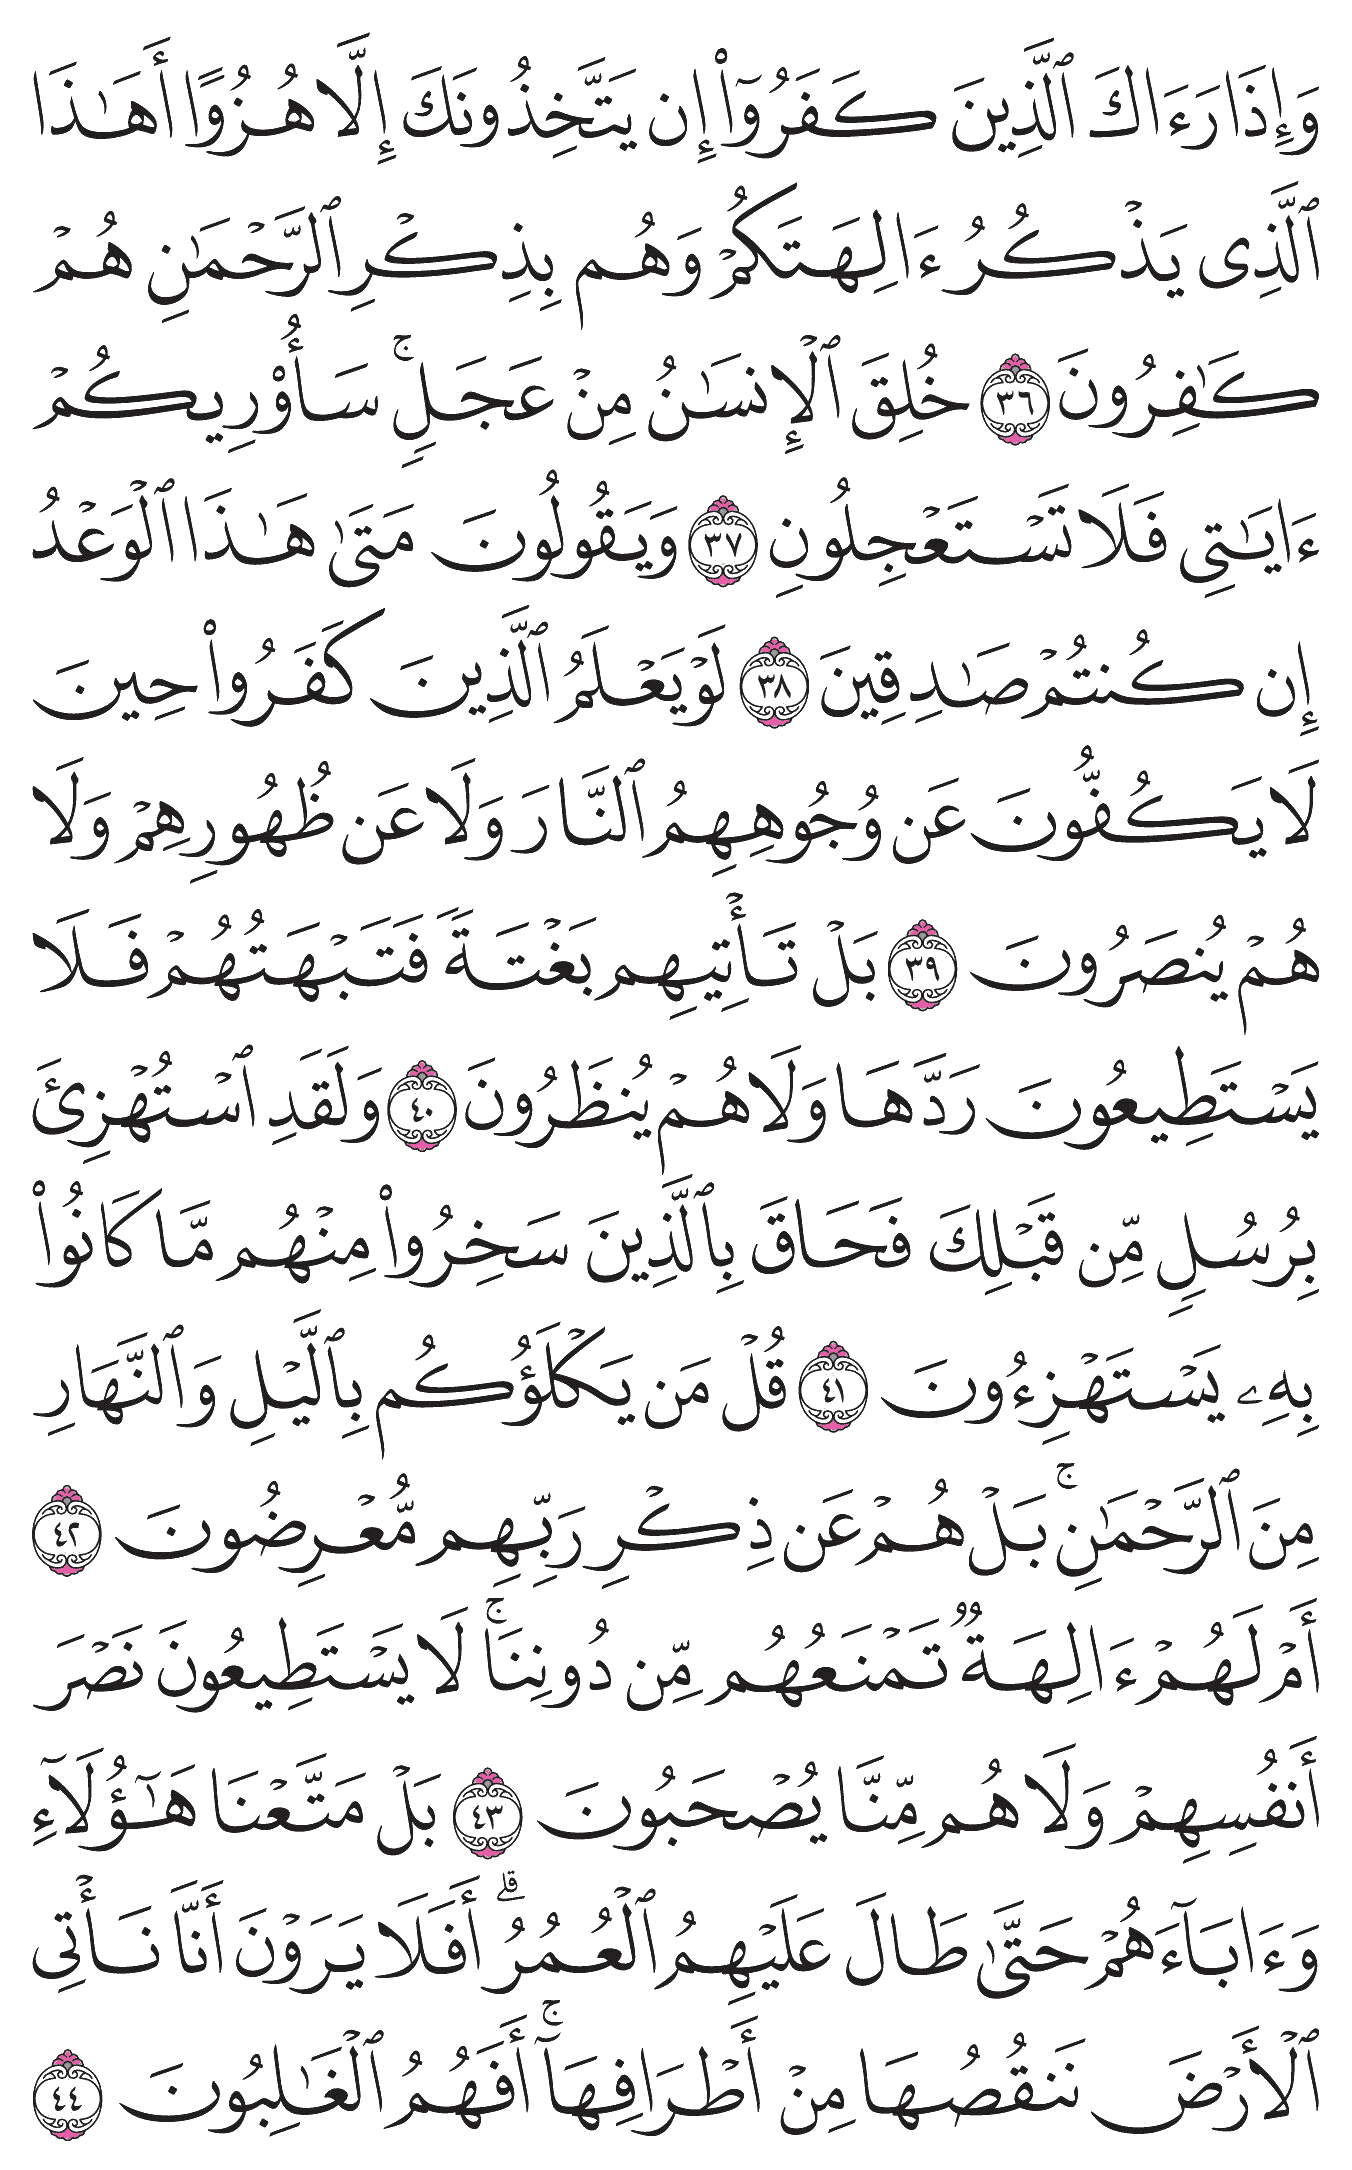 وَإِذَا رَءَاكَ ٱلَّذِينَ كَفَرُوٓا۟ إِن يَتَّخِذُونَكَ إِلَّا هُزُوًا أَهَـٰذَا
ٱلَّذِى يَذْكُرُ ءَالِهَتَكُمْ وَهُم بِذِكْرِ ٱلرَّحْمَـٰنِ هُمْ
كَـٰفِرُونَ ٣٦ خُلِقَ ٱلْإِنسَـٰنُ مِنْ عَجَلٍ ۚ سَأُو۟رِيكُمْ
ءَايَـٰتِى فَلَا تَسْتَعْجِلُونِ ٣٧ وَيَقُولُونَ مَتَىٰ هَـٰذَا ٱلْوَعْدُ
إِن كُنتُمْ صَـٰدِقِينَ ٣٨ لَوْ يَعْلَمُ ٱلَّذِينَ كَفَرُوا۟ حِينَ
لَا يَكُفُّونَ عَن وُجُوهِهِمُ ٱلنَّارَ وَلَا عَن ظُهُورِهِمْ وَلَا
هُمْ يُنصَرُونَ ٣٩ بَلْ تَأْتِيهِم بَغْتَةً فَتَبْهَتُهُمْ فَلَا
يَسْتَطِيعُونَ رَدَّهَا وَلَا هُمْ يُنظَرُونَ ٤٠ وَلَقَدِ ٱسْتُهْزِئَ
بِرُسُلٍ مِّن قَبْلِكَ فَحَاقَ بِٱلَّذِينَ سَخِرُوا۟ مِنْهُم مَّا كَانُوا۟
بِهِۦ يَسْتَهْزِءُونَ ٤١ قُلْ مَن يَكْلَؤُكُم بِٱلَّيْلِ وَٱلنَّهَارِ
مِنَ ٱلرَّحْمَـٰنِ ۚ بَلْ هُمْ عَن ذِكْرِ رَبِّهِم مُّعْرِضُونَ ٤٢
أَمْ لَهُمْ ءَالِهَةٌ تَمْنَعُهُم مِّن دُونِنَا ۚ لَا يَسْتَطِيعُونَ نَصْرَ
أَنفُسِهِمْ وَلَا هُم مِّنَّا يُصْحَبُونَ ٤٣ بَلْ مَتَّعْنَا هَـٰٓؤُلَآءِ
وَءَابَآءَهُمْ حَتَّىٰ طَالَ عَلَيْهِمُ ٱلْعُمُرُ ۗ أَفَلَا يَرَوْنَ أَنَّا نَأْتِى
ٱلْأَرْضَ نَنقُصُهَا مِنْ أَطْرَافِهَآ ۚ أَفَهُمُ ٱلْغَـٰلِبُونَ ٤٤